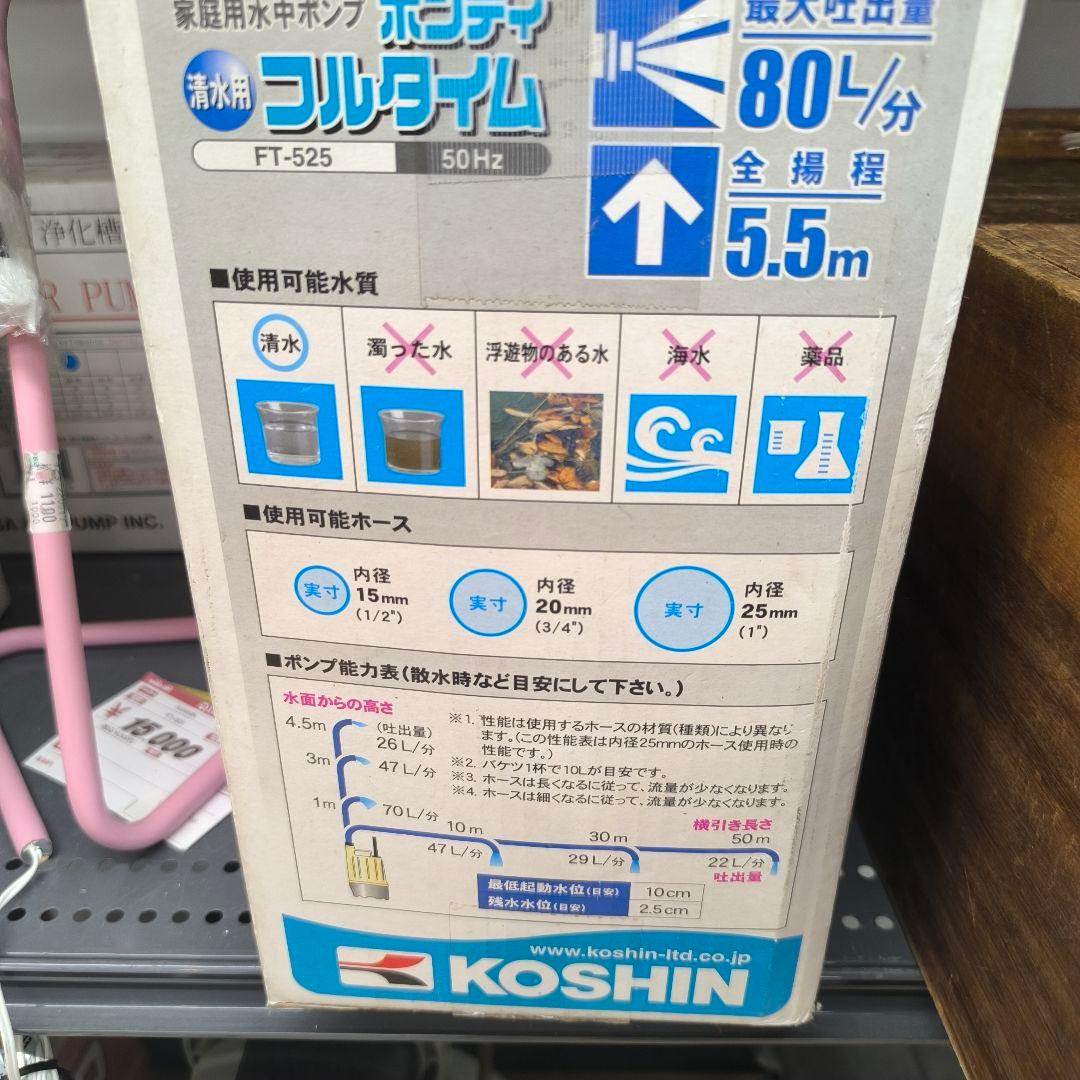 家庭用水中ポンプ ポンディ
清水用 コル・タイム
FT-525 50Hz
最大吐出量
80L/分
全揚程
5.5m
■使用可能水質
清水
濁った水
浮遊物のある水
海水
薬品
■使用可能ホース
実寸 内径 15mm (1/2")
実寸 内径 20mm (3/4")
実寸 内径 25mm (1")
■ポンプ能力表(散水時など目安にして下さい。)
水面からの高さ
4.5m (吐出量) 26L/分
3m 47L/分
1m 70L/分
※1. 性能は使用するホースの材質(種類)により異なり
ます。(この性能表は内径25mmのホース使用時の
性能です。)
※2. バケツ1杯で10Lが目安です。
※3. ホースは長くなるに従って、流量が少なくなります。
※4. ホースは細くなるに従って、流量が少なくなります。
横引き長さ
10m 30m 50m
47L/分 29L/分 22L/分
吐出量
最低起動水位(目安) 10cm
残水水位(目安) 2.5cm
www.koshin-ltd.co.jp
KOSHIN
浄化槽
R PUM
PUMP INC.
1180
15,000